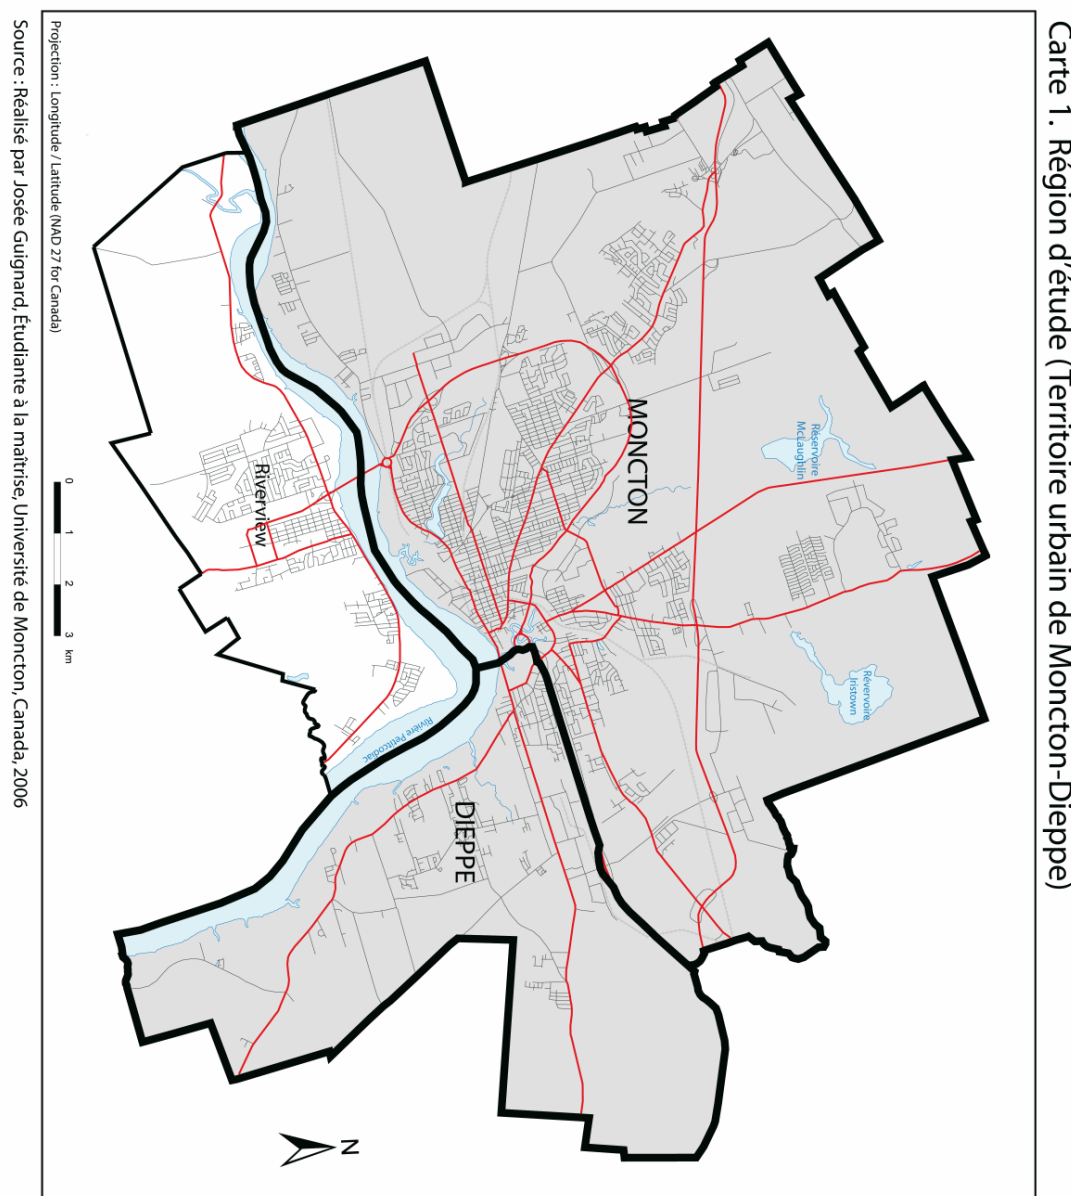 Carte 1. Région d'étude (Territoire urbain de Moncton-Dieppe)
Réservoire
McLaughlin
Révervoire
Iristown
MONCTON
DIEPPE
Rivière Petitcodiac
Riverview
0 1 2 3 km
N
Projection : Longitude / Latitude (NAD 27 for Canada)
Source : Réalisé par Josée Guignard, Étudiante à la maîtrise, Université de Moncton, Canada, 2006